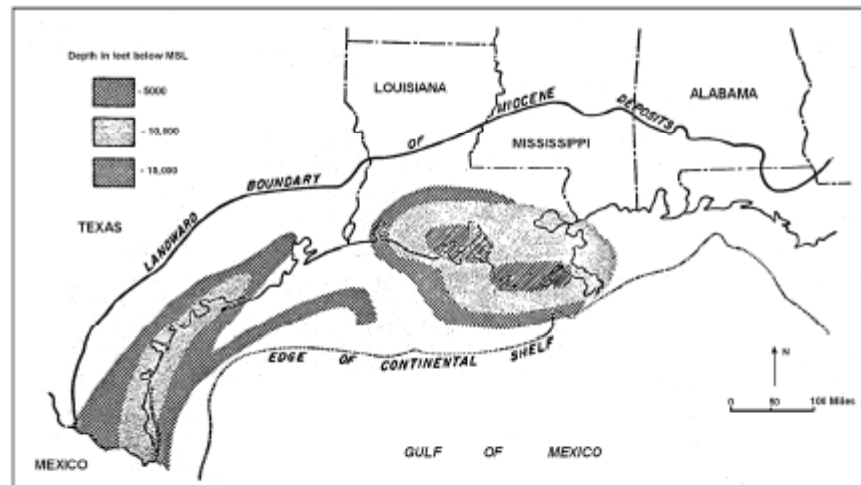 Depth in feet below MSL
- 5000
- 10,000
- 15,000
LOUISIANA
ALABAMA
MISSISSIPPI
TEXAS
LANDWARD BOUNDARY OF MIOCENE DEPOSITS
EDGE OF CONTINENTAL SHELF
N
0 50 100 Miles
MEXICO
GULF OF MEXICO